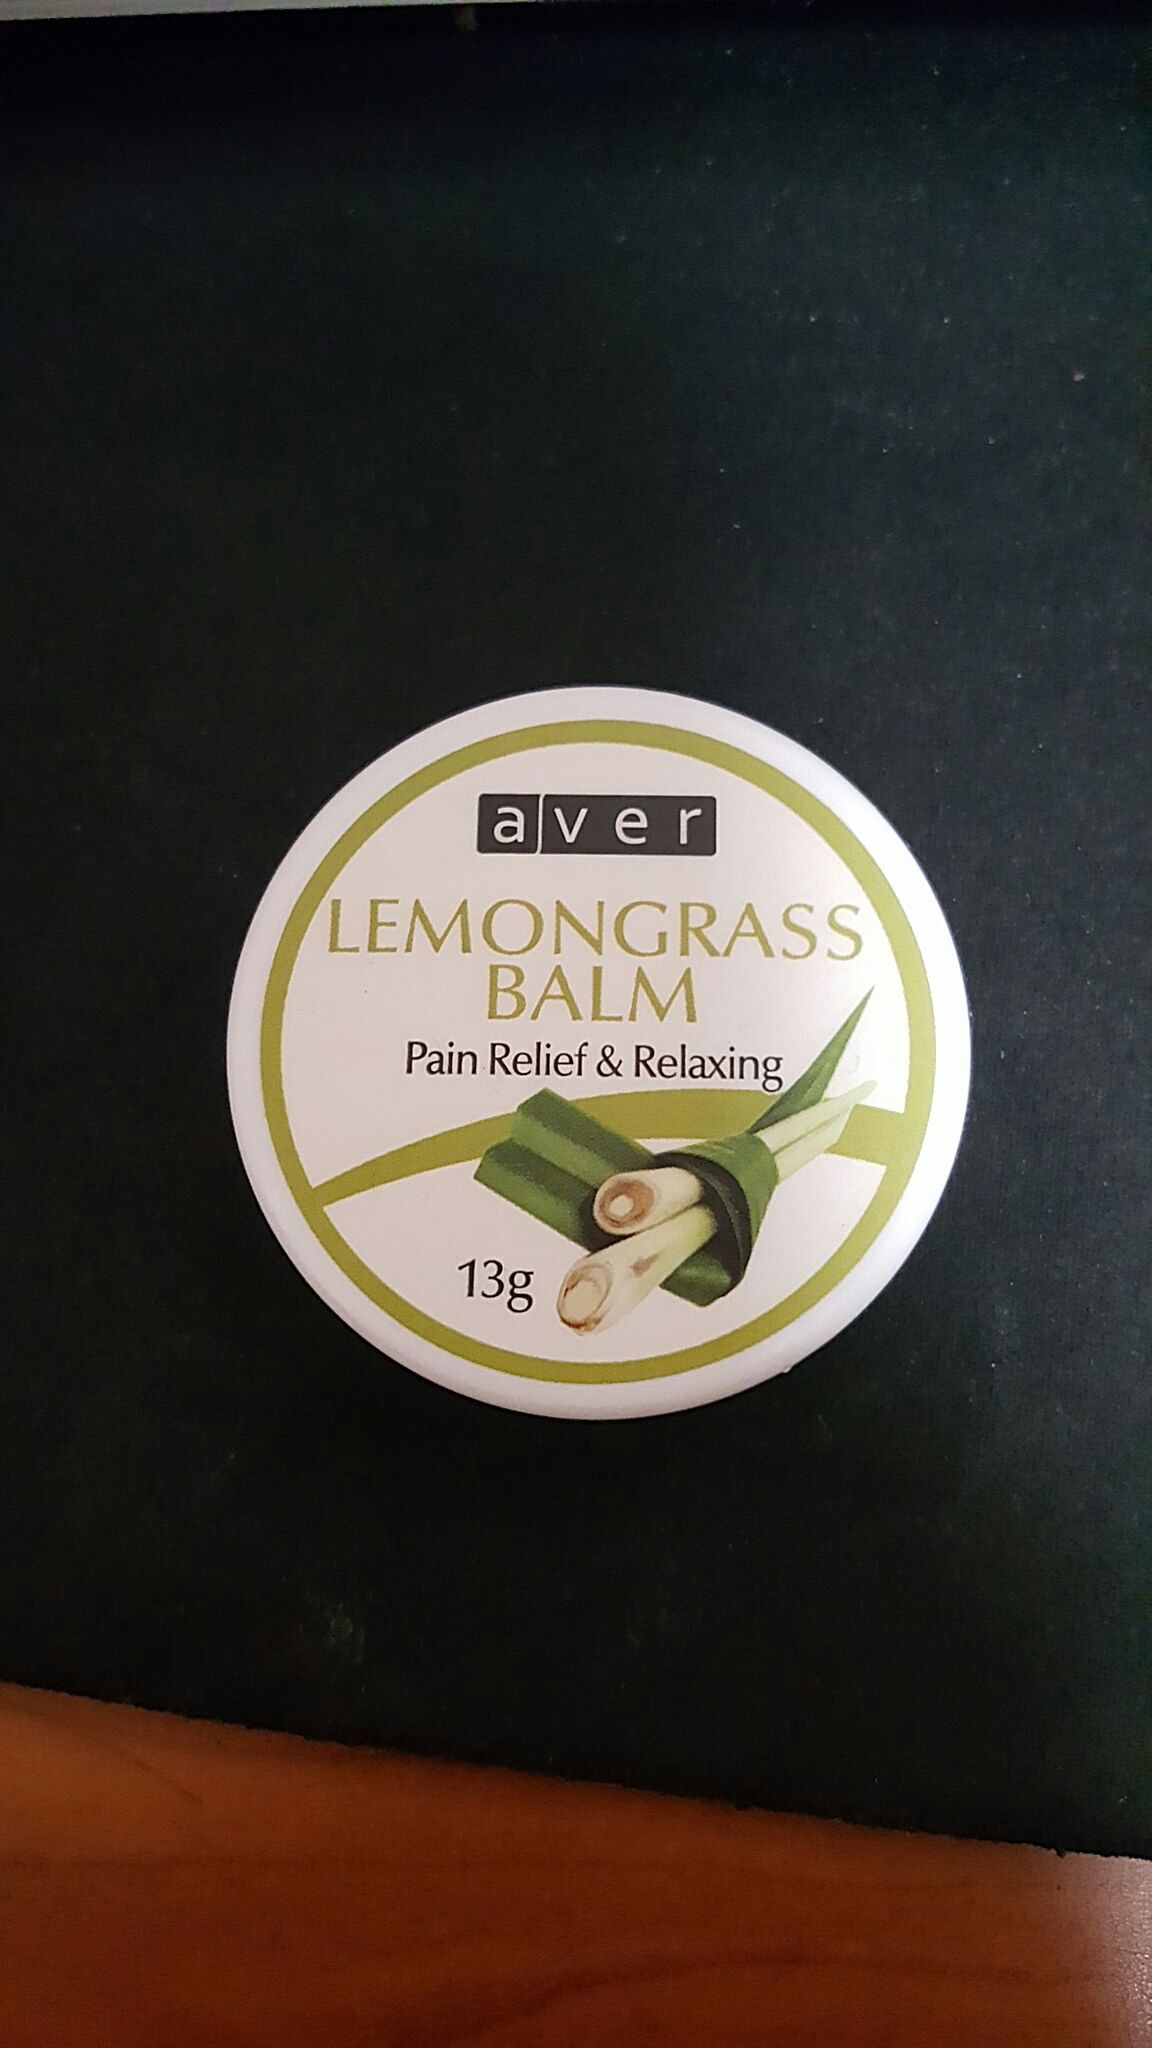 aver
LEMONGRASS
BALM
Pain Relief & Relaxing
13g